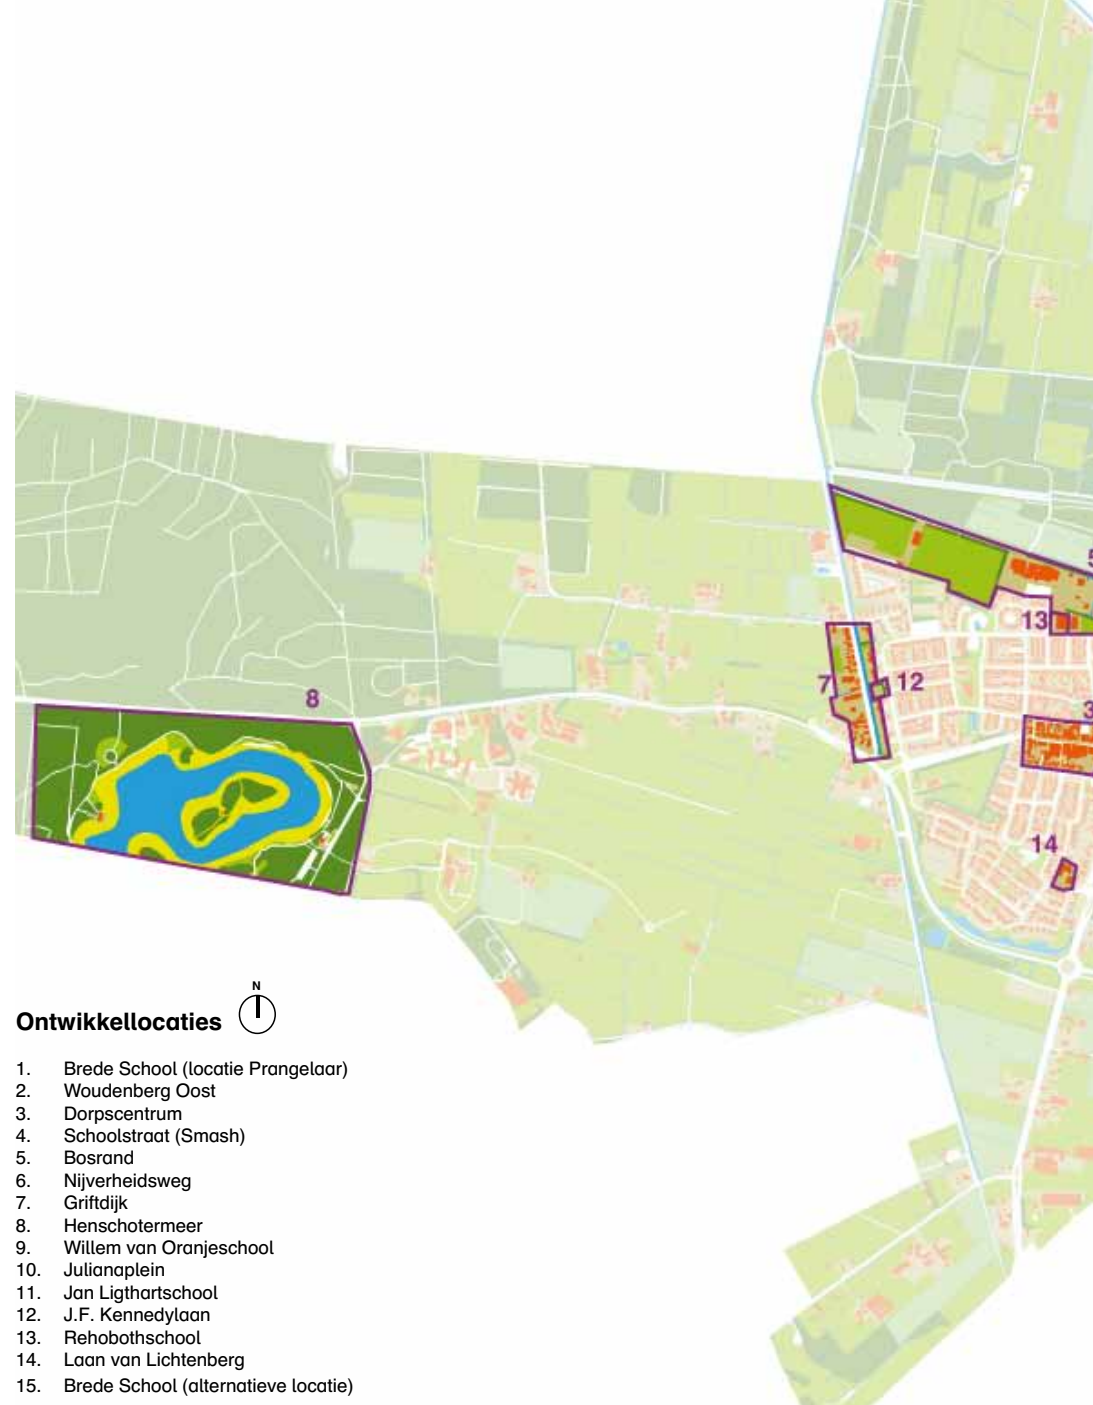 5
13
7
12
8
3
14
N
Ontwikkellocaties
1. Brede School (locatie Prangelaar)
2. Woudenberg Oost
3. Dorpscentrum
4. Schoolstraat (Smash)
5. Bosrand
6. Nijverheidsweg
7. Griftdijk
8. Henschotermeer
9. Willem van Oranjeschool
10. Julianaplein
11. Jan Ligthartschool
12. J.F. Kennedylaan
13. Rehobothschool
14. Laan van Lichtenberg
15. Brede School (alternatieve locatie)